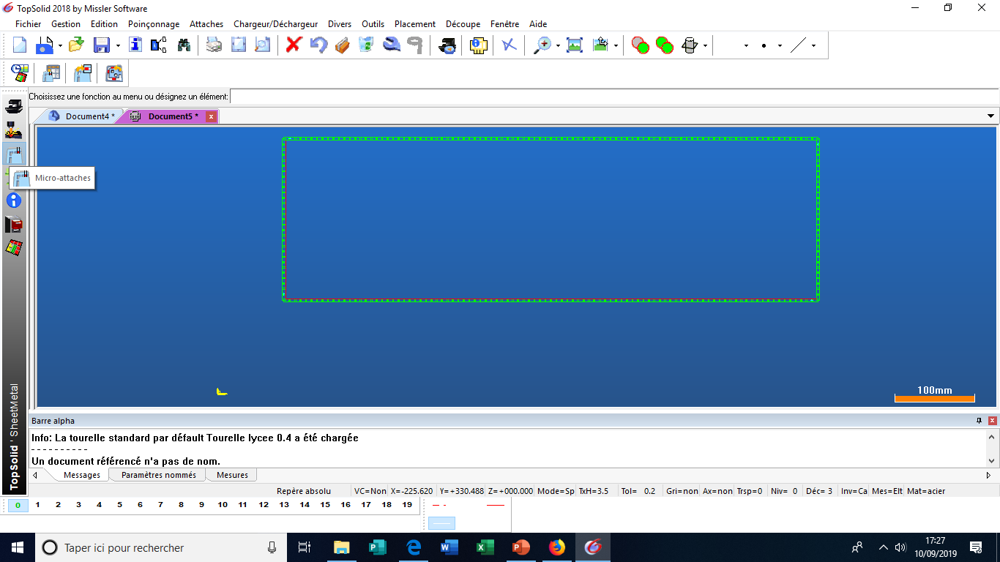 TopSolid 2018 by Missler Software
Fichier Gestion Edition Poinçonnage Attaches Chargeur/Déchargeur Divers Outils Placement Découpe Fenêtre Aide
Choisissez une fonction au menu ou désignez un élément:
Document4 * Document5 * x
Micro-attaches
100mm
TopSolid ' SheetMetal
Barre alpha
Info: La tourelle standard par défault Tourelle lycee 0.4 a été chargée
----------
Un document référencé n'a pas de nom.
Messages Paramètres nommés Mesures
Repère absolu VC=Non X=-225.620 Y=+330.488 Z=+000.000 Mode=Sp TxH=3.5 Tol= 0.2 Gri=non Ax=non Trsp=0 Niv= 0 Déc= 3 Inv=Ca Mes=Elt Mat=acier
0 1 2 3 4 5 6 7 8 9 10 11 12 13 14 15 16 17 18 19
Taper ici pour rechercher
17:27
10/09/2019